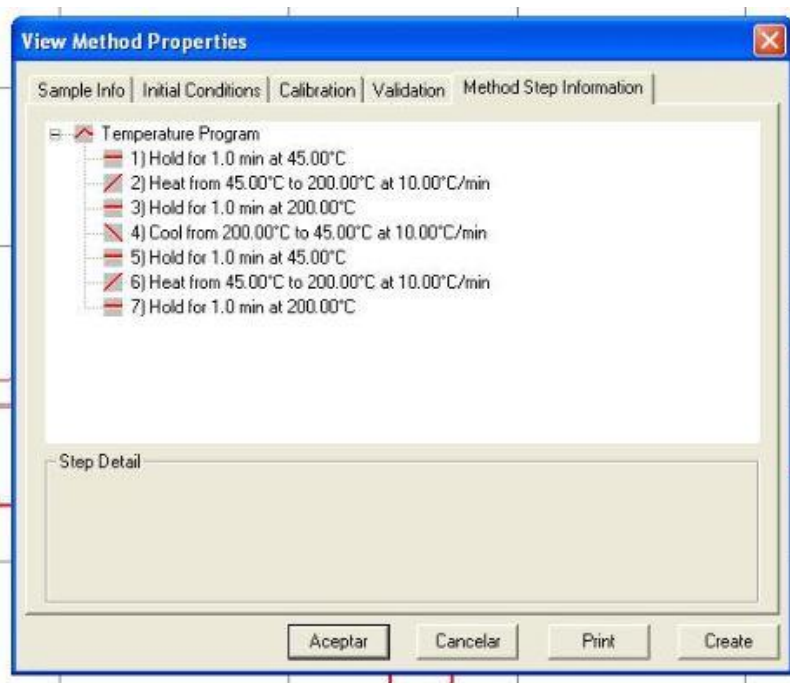 View Method Properties
Sample Info Initial Conditions Calibration Validation Method Step Information
Temperature Program
1) Hold for 1.0 min at 45.00°C
2) Heat from 45.00°C to 200.00°C at 10.00°C/min
3) Hold for 1.0 min at 200.00°C
4) Cool from 200.00°C to 45.00°C at 10.00°C/min
5) Hold for 1.0 min at 45.00°C
6) Heat from 45.00°C to 200.00°C at 10.00°C/min
7) Hold for 1.0 min at 200.00°C
Step Detail
Aceptar Cancelar Print Create